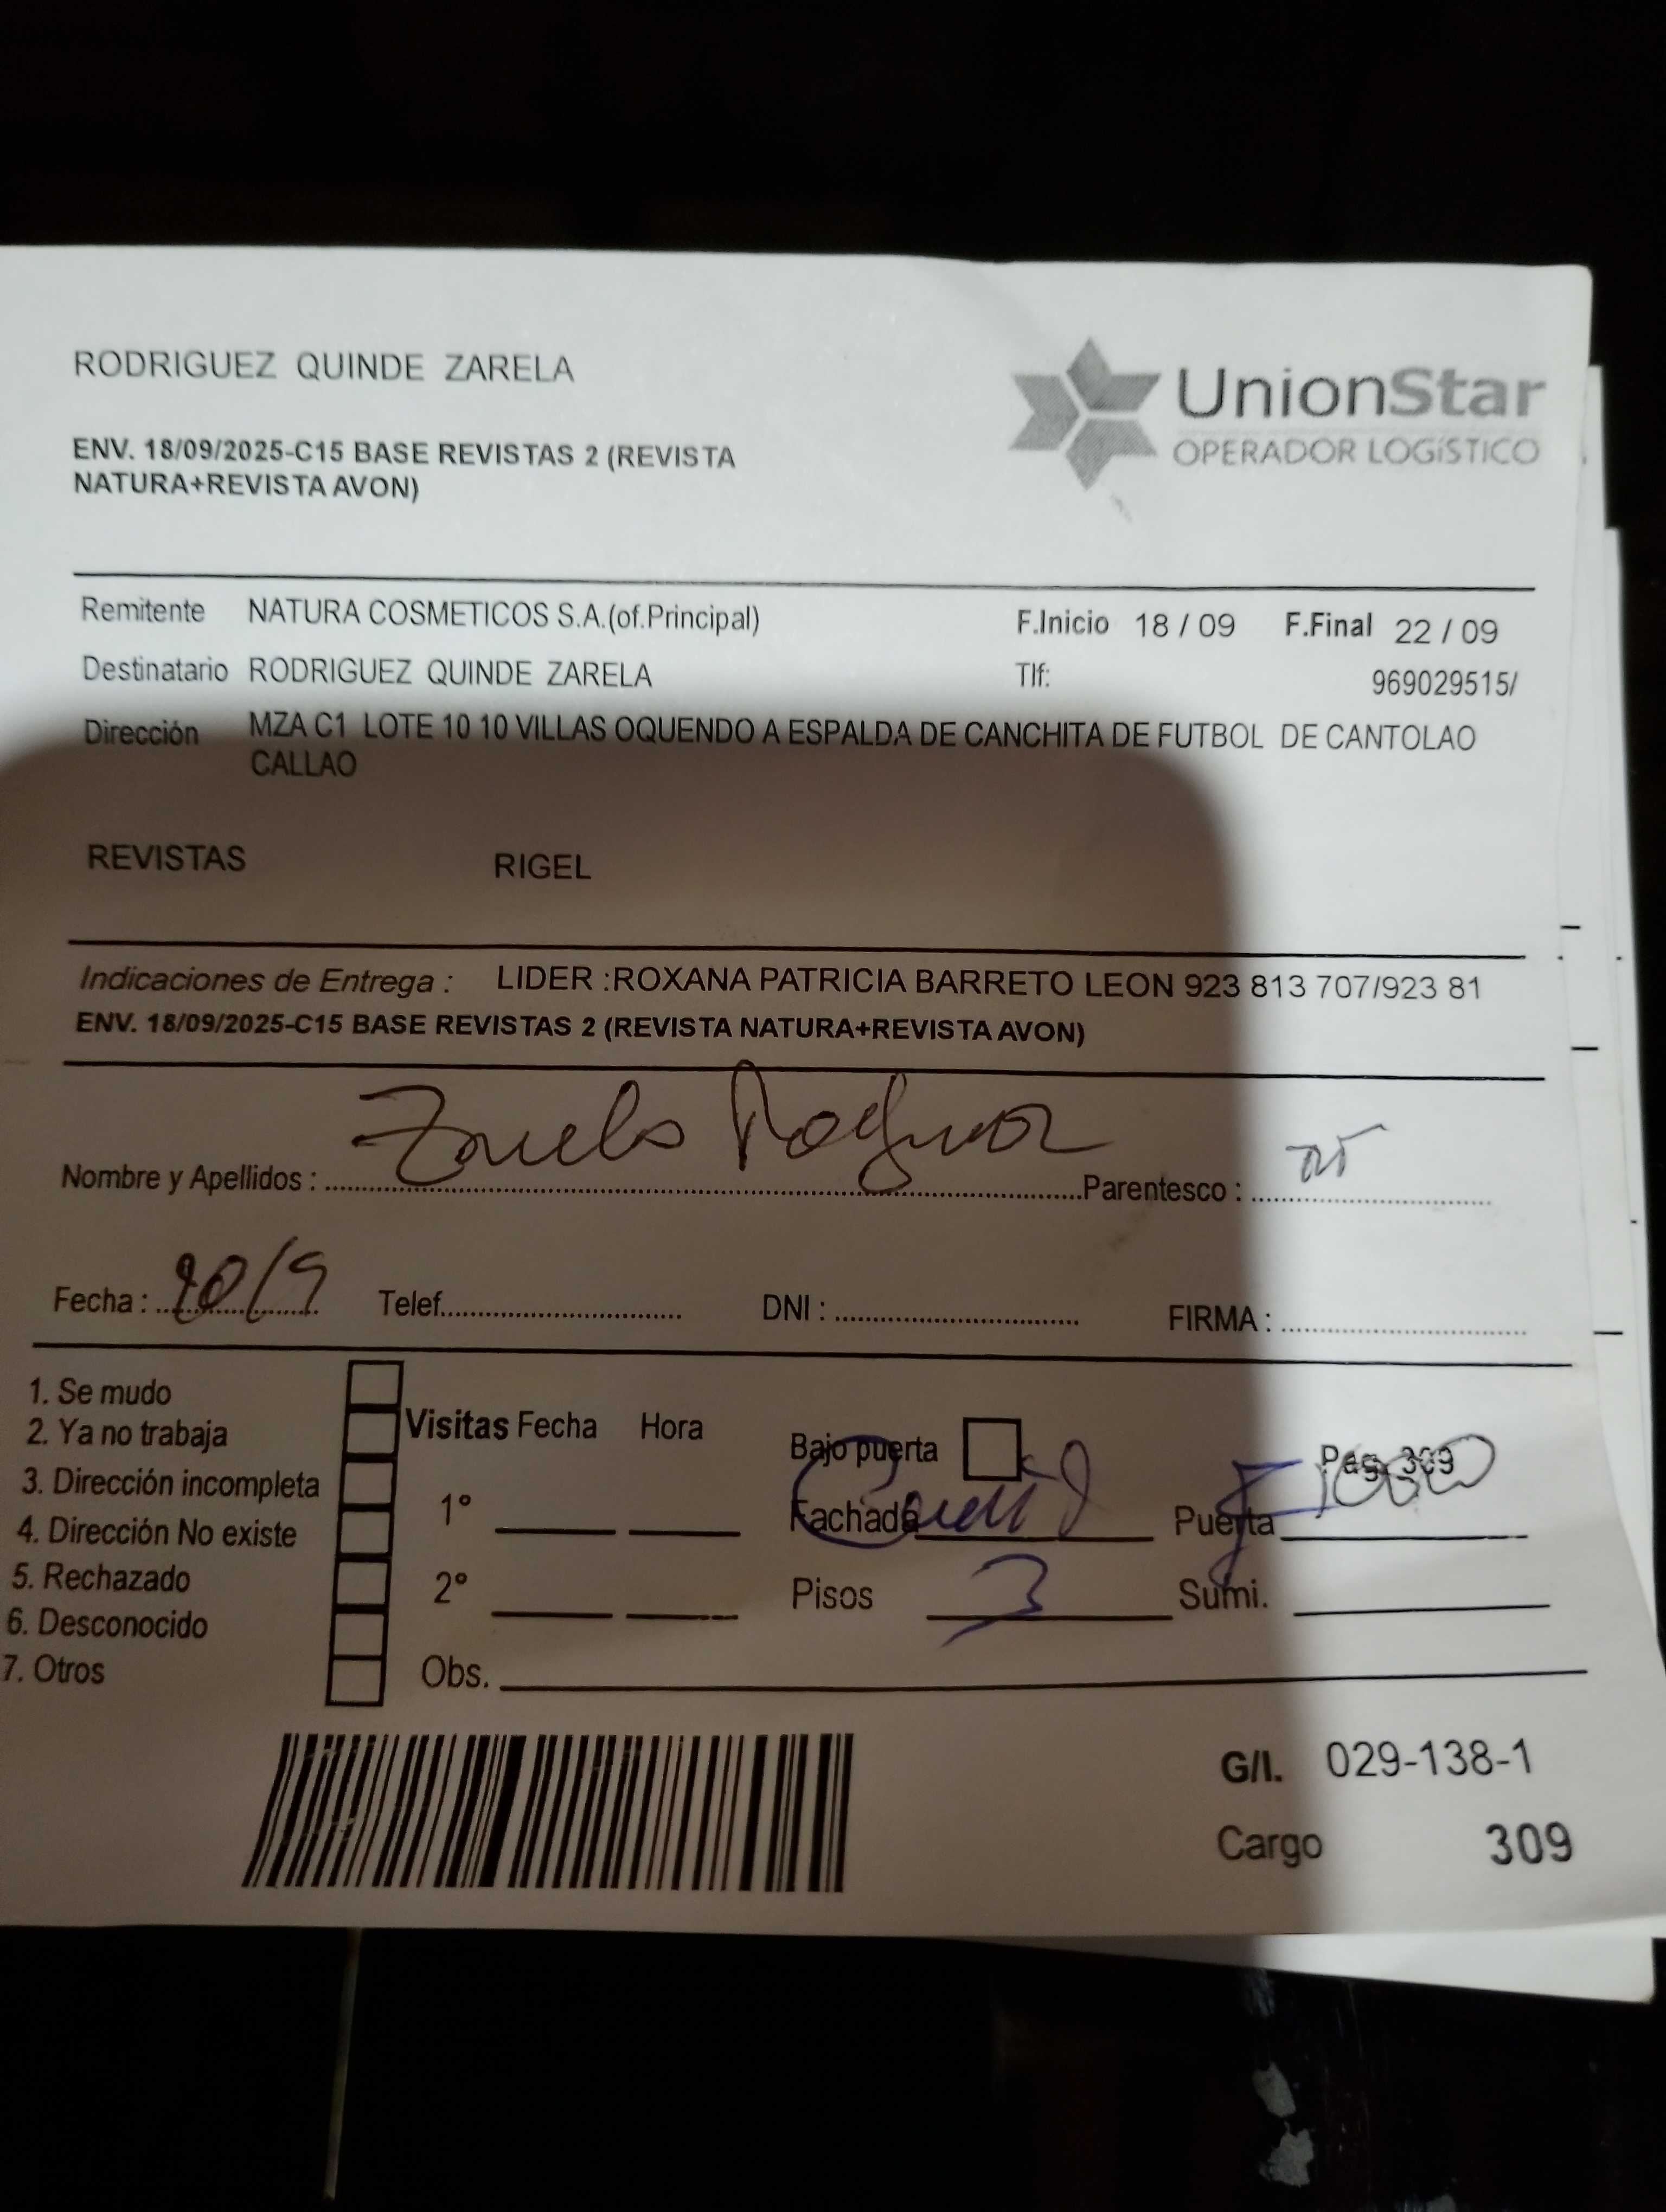 RODRIGUEZ QUINDE ZARELA
UnionStar
OPERADOR LOGÍSTICO
ENV. 18/09/2025-C15 BASE REVISTAS 2 (REVISTA
NATURA+REVISTA AVON)
Remitente NATURA COSMETICOS S.A.(of.Principal) F.Inicio 18 / 09 F.Final 22 / 09
Destinatario RODRIGUEZ QUINDE ZARELA Tlf: 969029515/
Dirección MZA C1 LOTE 10 10 VILLAS OQUENDO A ESPALDA DE CANCHITA DE FUTBOL DE CANTOLAO
CALLAO
REVISTAS RIGEL
Indicaciones de Entrega : LIDER :ROXANA PATRICIA BARRETO LEON 923 813 707/923 81
ENV. 18/09/2025-C15 BASE REVISTAS 2 (REVISTA NATURA+REVISTA AVON)
Nombre y Apellidos : Parentesco :
Fecha : 20/9 Telef. DNI : FIRMA :
1. Se mudo
2. Ya no trabaja
3. Dirección incompleta
4. Dirección No existe
5. Rechazado
6. Desconocido
7. Otros
Visitas Fecha Hora
1°
2°
Obs.
Bajo puerta Pag. 309
Fachada Puerta
Pisos 3 Sumi.
G/I. 029-138-1
Cargo 309